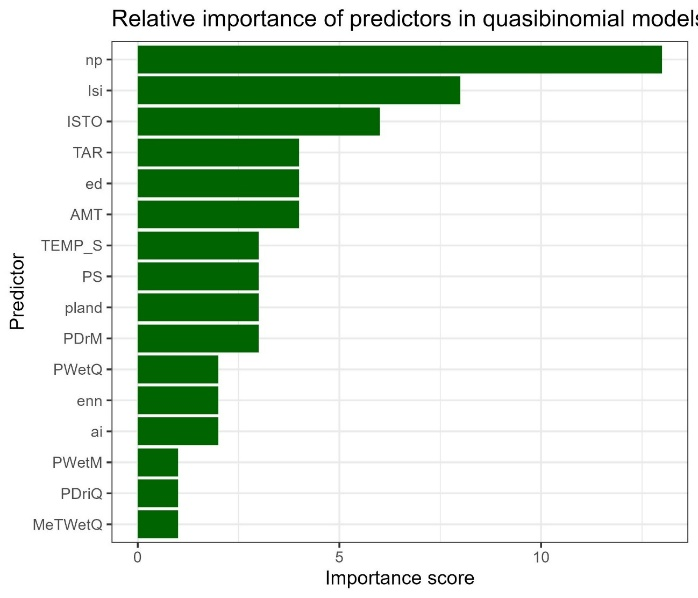 Relative importance of predictors in quasibinomial models
np
lsi
ISTO
TAR
ed
AMT
TEMP_S
PS
pland
PDrM
PWetQ
enn
ai
PWetM
PDriQ
MeTWetQ
Predictor
0 5 10
Importance score